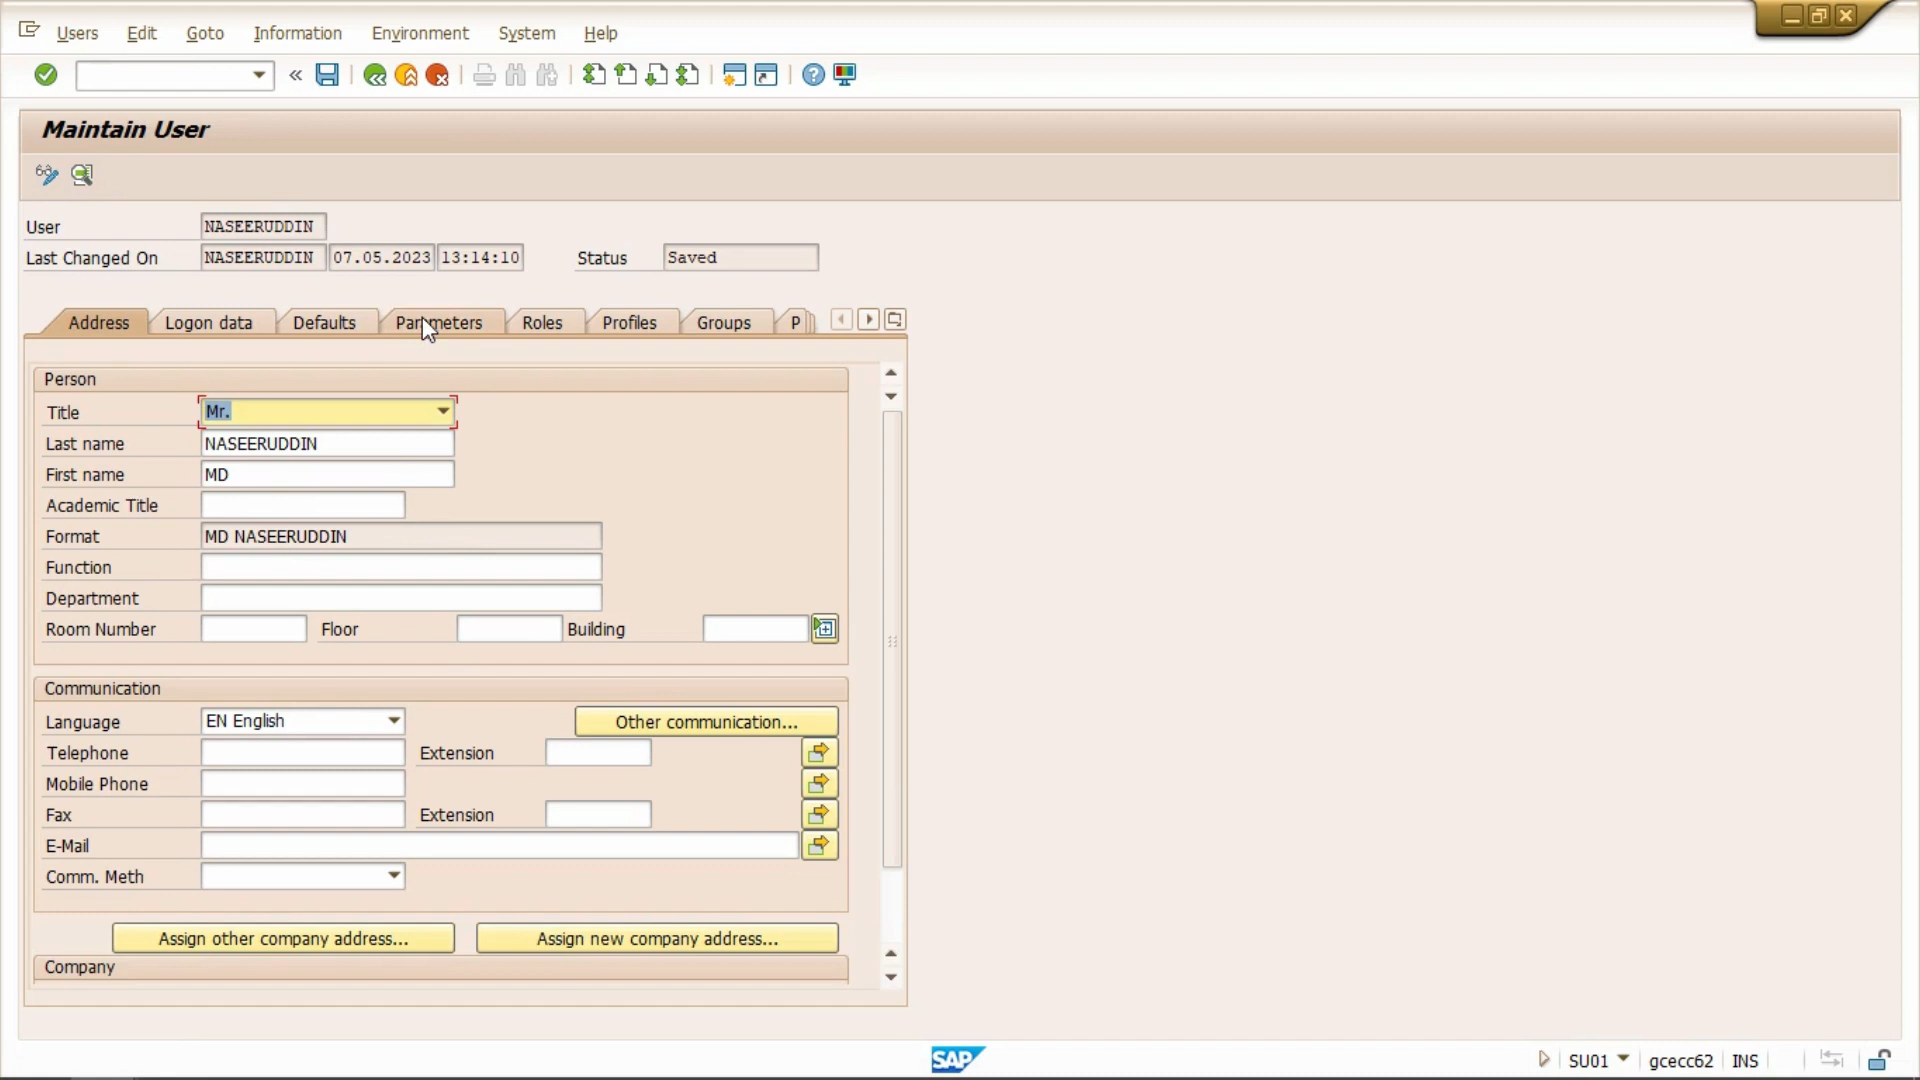 Users Edit Goto Information Environment System Help
Maintain User
User NASEERUDDIN
Last Changed On NASEERUDDIN 07.05.2023 13:14:10 Status Saved
Address Logon data Defaults Parameters Roles Profiles Groups P
Person
Title Mr.
Last name NASEERUDDIN
First name MD
Academic Title
Format MD NASEERUDDIN
Function
Department
Room Number Floor Building
Communication
Language EN English Other communication...
Telephone Extension
Mobile Phone
Fax Extension
E-Mail
Comm. Meth
Assign other company address... Assign new company address...
Company
SAP SU01 gcecc62 INS